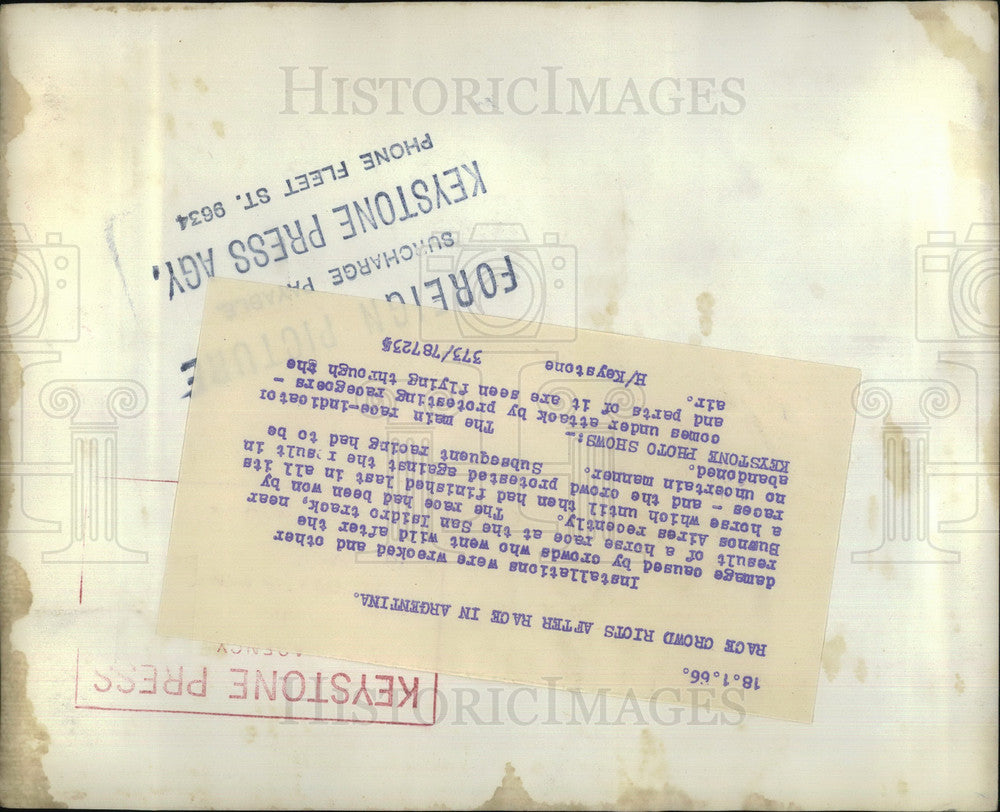 18.1.66.
RACE CROWD RIOTS AFTER RACE IN ARGENTINA.
Installations were wrecked and other
damage caused by crowds who went wild after the
result of a horse race at the San Isidro track, near
Buenos Aires, recently. The race had been won by
a horse which until then had finished last in all its
races - and the crowd protested against the result in
no uncertain manner. Subsequent racing had to be
abandoned.
KEYSTONE PHOTO SHOWS:- The main race-indicator
comes under attack by protesting racegoers -
and parts of it are seen flying through the
air.
H/Keystone 373/787235
FOREIGN PICTURE
SURCHARGE PAYABLE
KEYSTONE PRESS AGY.
PHONE FLEET ST. 9634
KEYSTONE PRESS
AGENCY
HISTORICIMAGES
HISTORICIMAGES